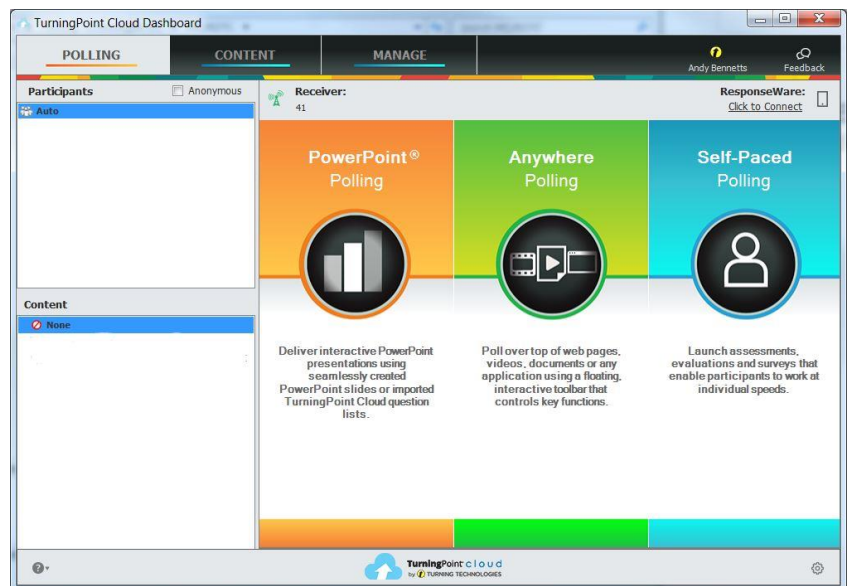 TurningPoint Cloud Dashboard
POLLING
CONTENT
MANAGE
Andy Bennetts
Feedback
Participants
Anonymous
Auto
Receiver:
41
ResponseWare:
Click to Connect
PowerPoint®
Polling
Anywhere
Polling
Self-Paced
Polling
Content
None
Deliver interactive PowerPoint
presentations using
seamlessly created
PowerPoint slides or imported
TurningPoint Cloud question
lists.
Poll over top of web pages,
videos, documents or any
application using a floating,
interactive toolbar that
controls key functions.
Launch assessments,
evaluations and surveys that
enable participants to work at
individual speeds.
TurningPoint cloud
by TURNING TECHNOLOGIES